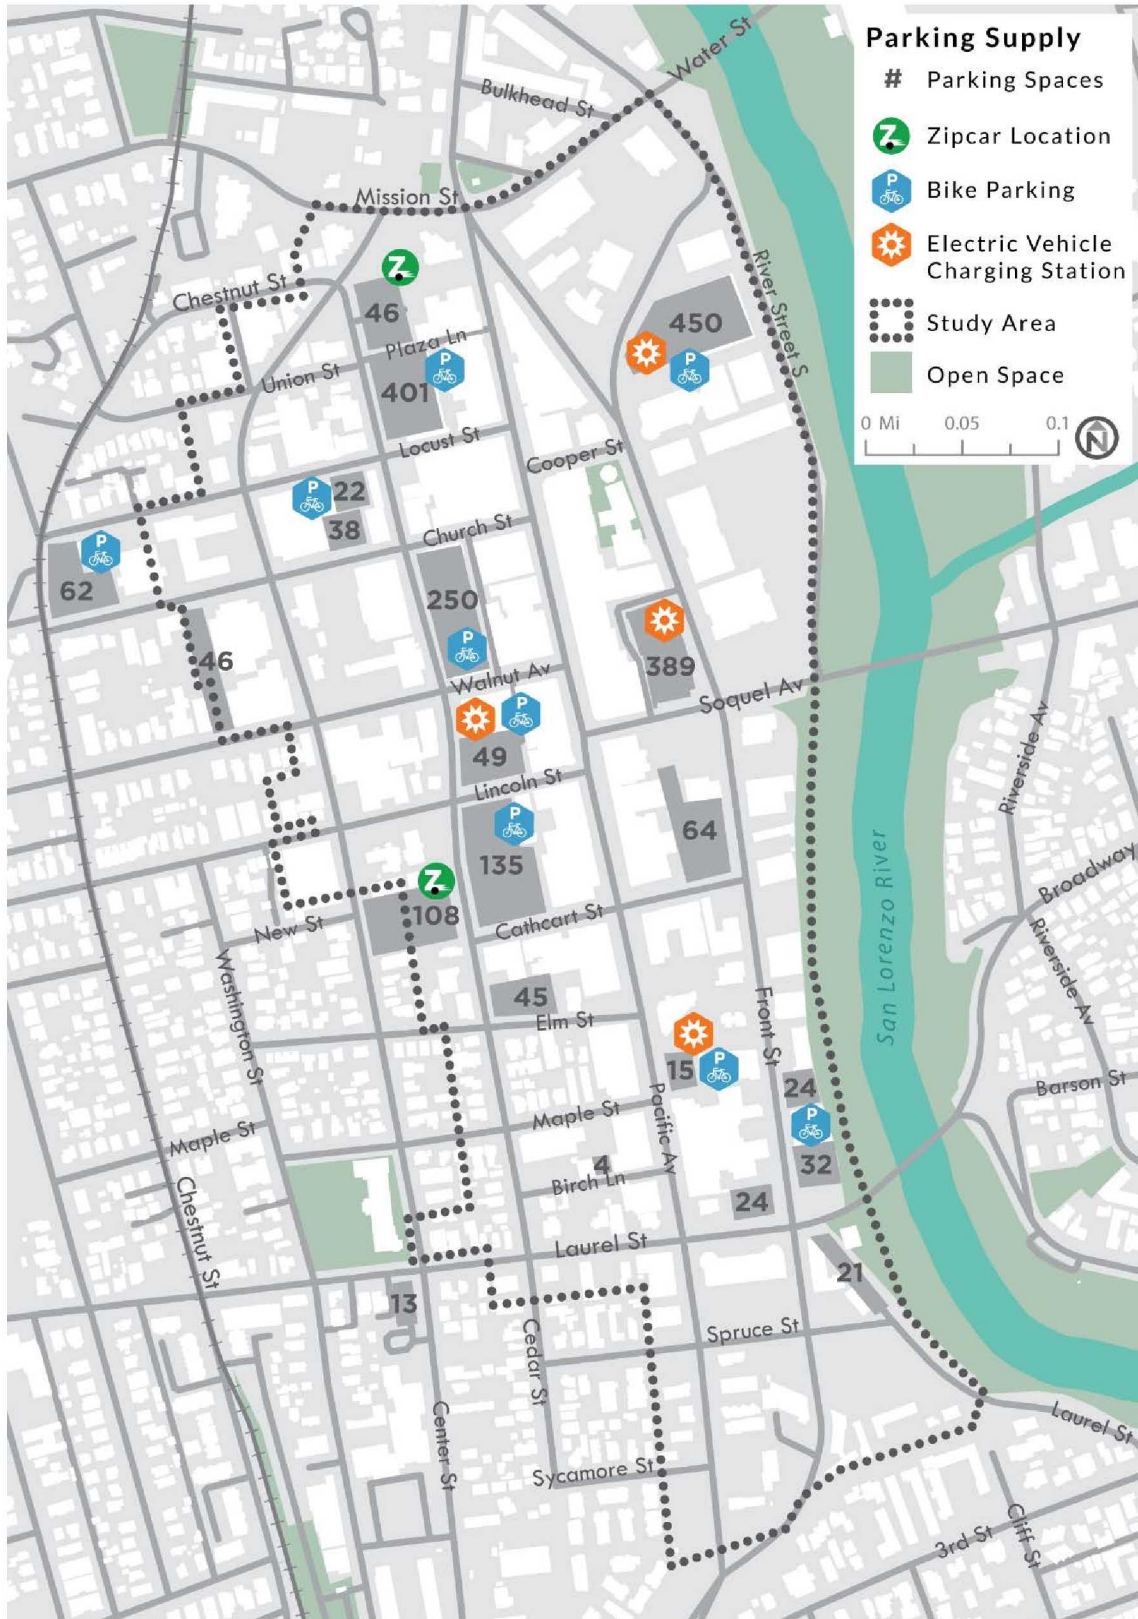 Parking Supply
# Parking Spaces
Z Zipcar Location
P Bike Parking
Electric Vehicle
Charging Station
Study Area
Open Space
0 Mi 0.05 0.1
N
Water St
Bulkhead St
Mission St
Chestnut St
Z
46
Plaza Ln
River Street S
450
P
Union St
401
P
Locust St
Cooper St
P
22
38
Church St
P
62
250
P
46
389
Walnut Av
Soquel Av
P
49
Lincoln St
Riverside Av
P
135
64
San Lorenzo River
Broadway
Z
108
New St
Cathcart St
Riverside Av
Washington St
45
Elm St
Front St
15
P
24
Barson St
Maple St
Maple St
Pacific Av
P
4
Birch Ln
32
24
Chestnut St
Laurel St
21
13
Spruce St
Cedar St
Center St
Laurel St
Sycamore St
3rd St
Cliff St